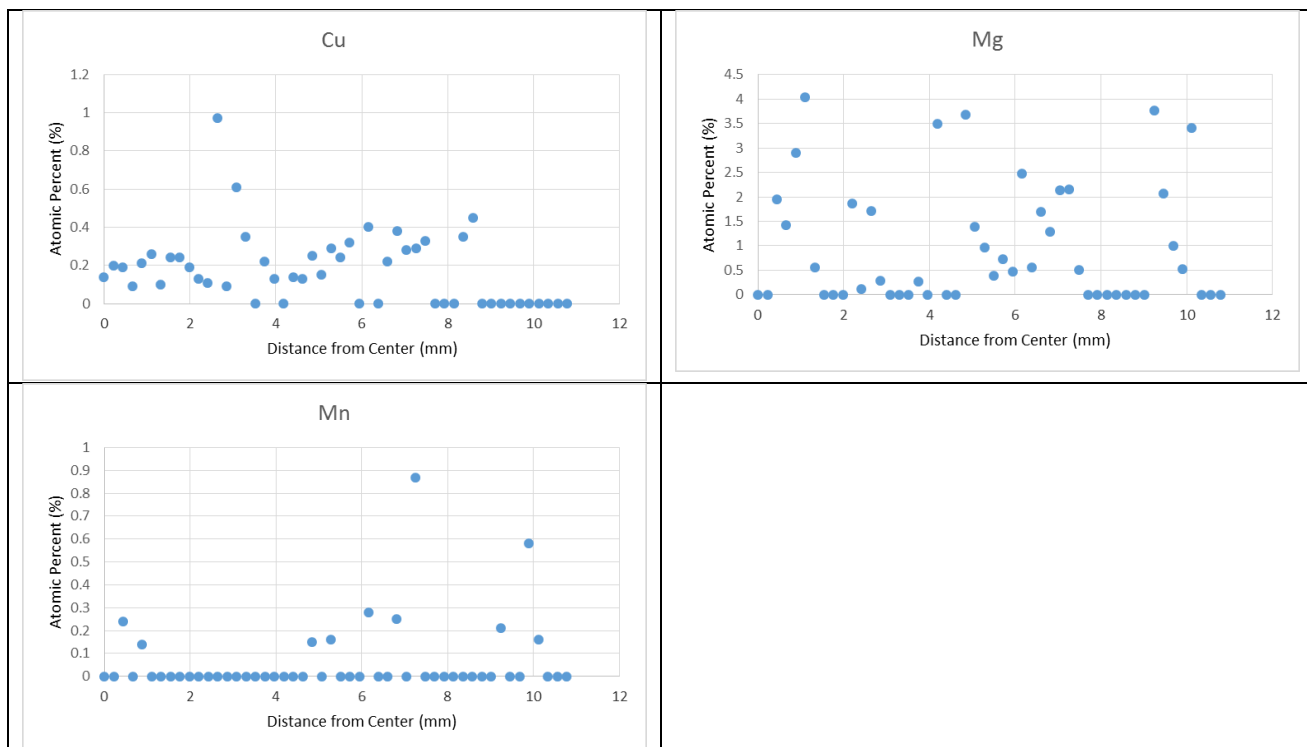 Cu
1.2
1
0.8
0.6
0.4
0.2
0
0 2 4 6 8 10 12
Atomic Percent (%)
Distance from Center (mm)
Mg
4.5
4
3.5
3
2.5
2
1.5
1
0.5
0
0 2 4 6 8 10 12
Atomic Percent (%)
Distance from Center (mm)
Mn
1
0.9
0.8
0.7
0.6
0.5
0.4
0.3
0.2
0.1
0
0 2 4 6 8 10 12
Atomic Percent (%)
Distance from Center (mm)